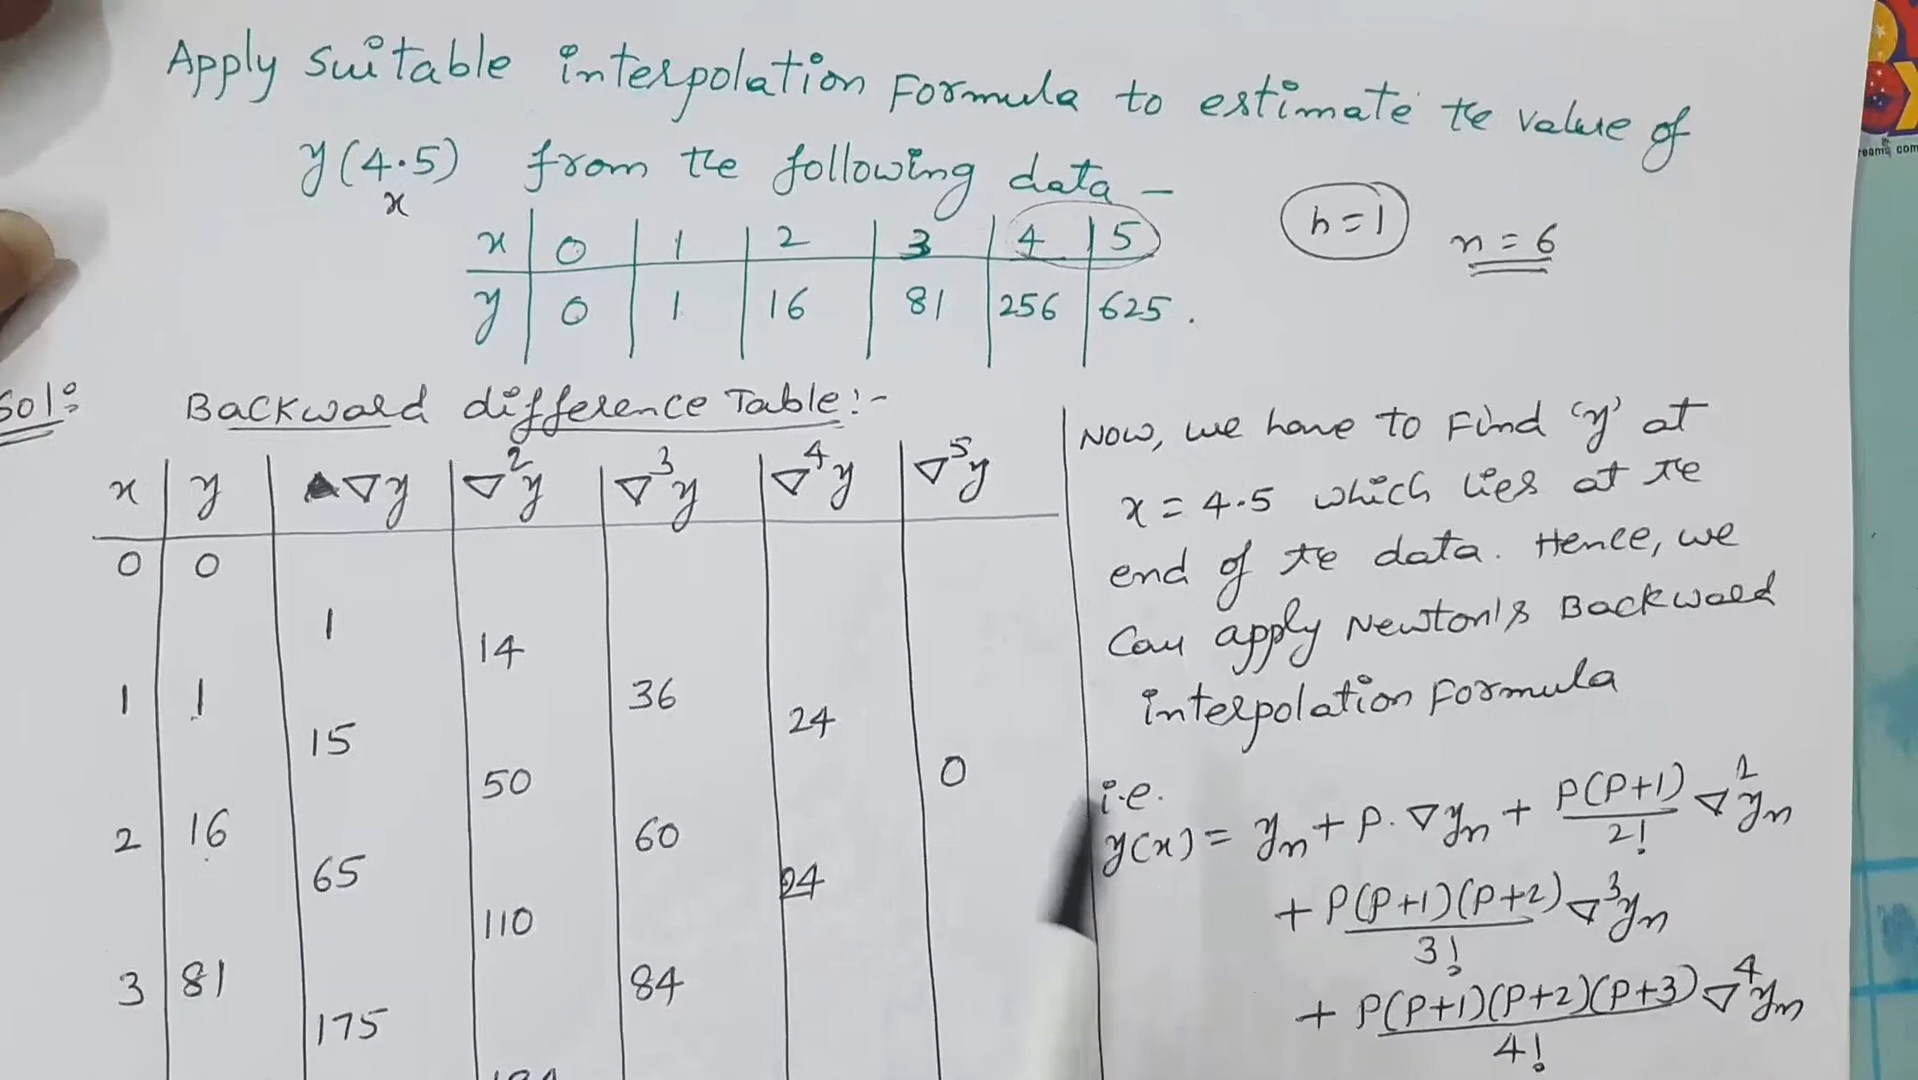 Apply suitable interpolation Formula to estimate the value of
y(4.5) from the following data -
x
x 0 1 2 3 4 5
y 0 1 16 81 256 625 .
h=1
n=6
Sol:
Backward difference Table:-
x y ∇y ∇²y ∇³y ∇⁴y ∇⁵y
0 0
1
14
1 1 36
15 24
50 0
2 16 60
65 24
110
3 81 84
175
Now, we have to Find 'y' at
x = 4.5 which lies at the
end of the data. Hence, we
Can apply Newton's Backward
interpolation Formula
i.e.
y(x) = yn + P.∇yn + P(P+1)/2! ∇²yn
+ P(P+1)(P+2)/3! ∇³yn
+ P(P+1)(P+2)(P+3)/4! ∇⁴yn